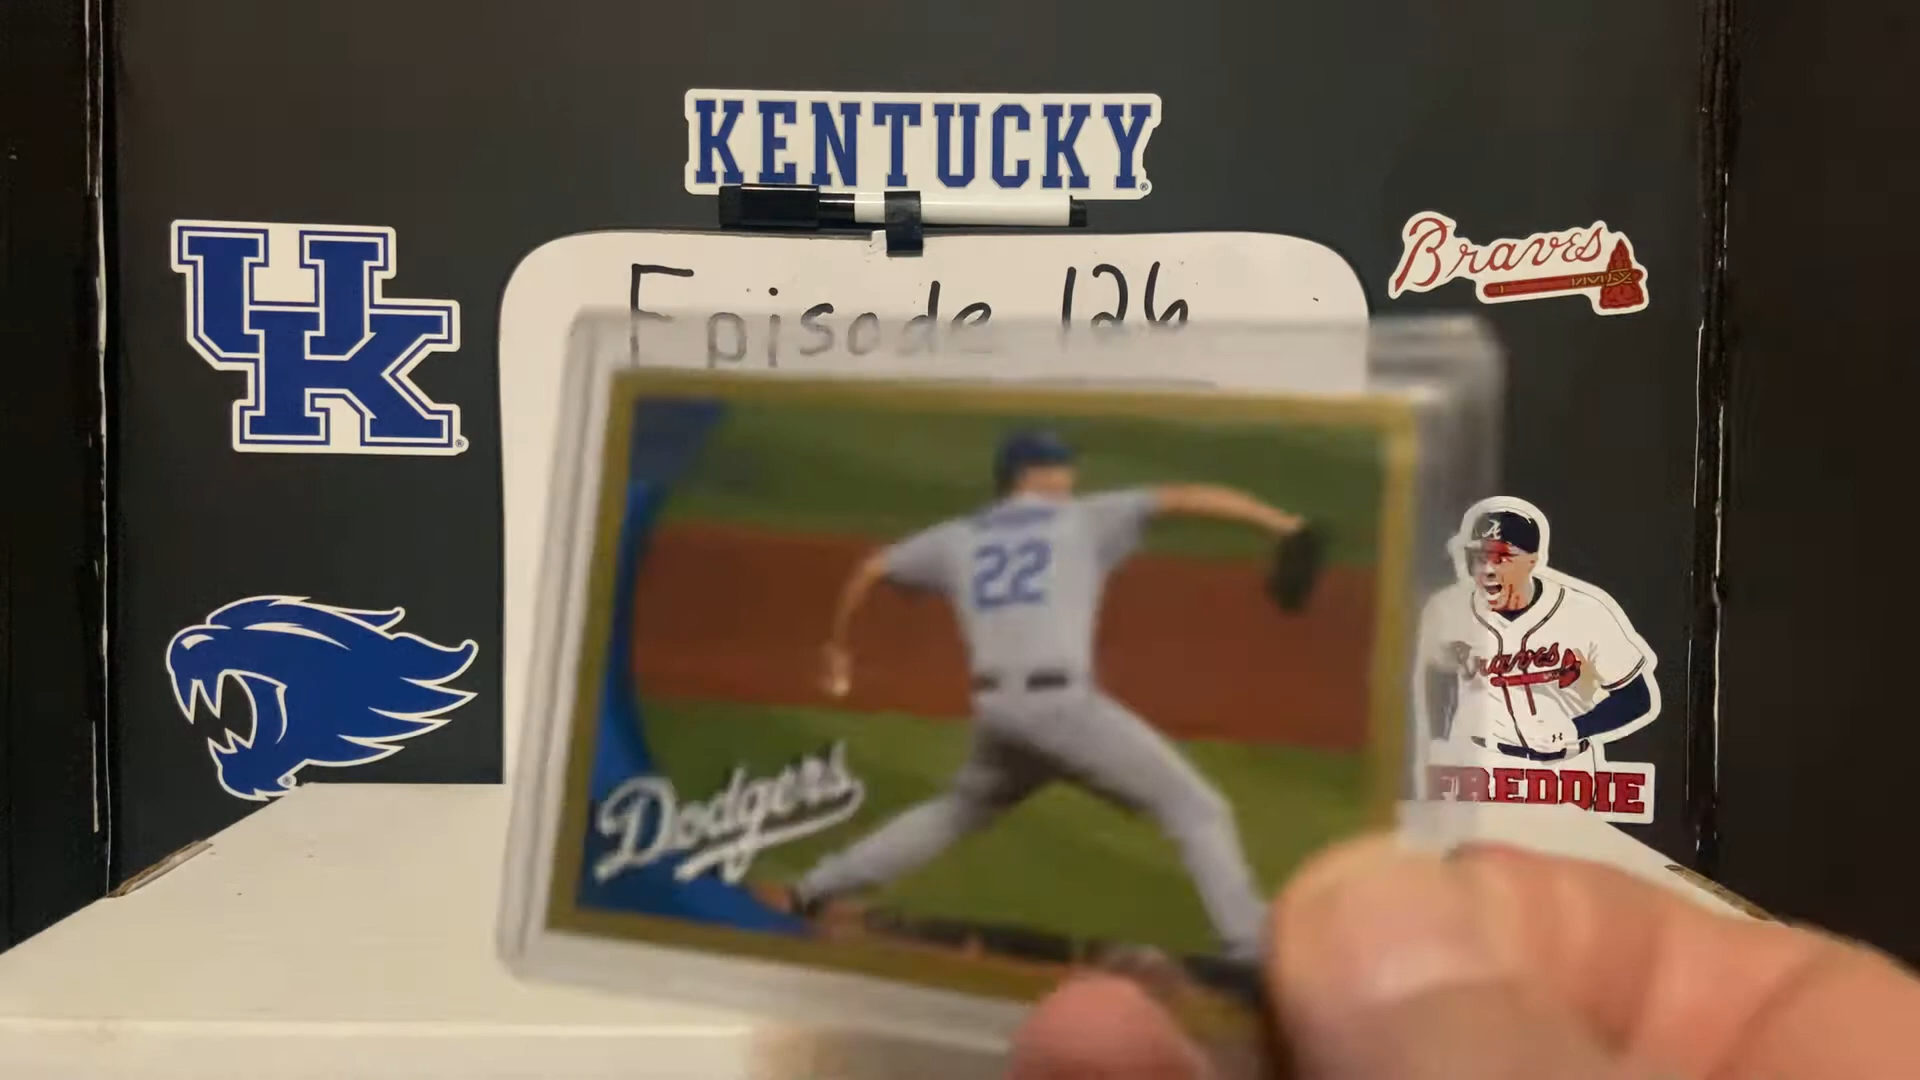 KENTUCKY
UK
Episode 126
Braves
22
Dodgers
A
Braves
FREDDIE